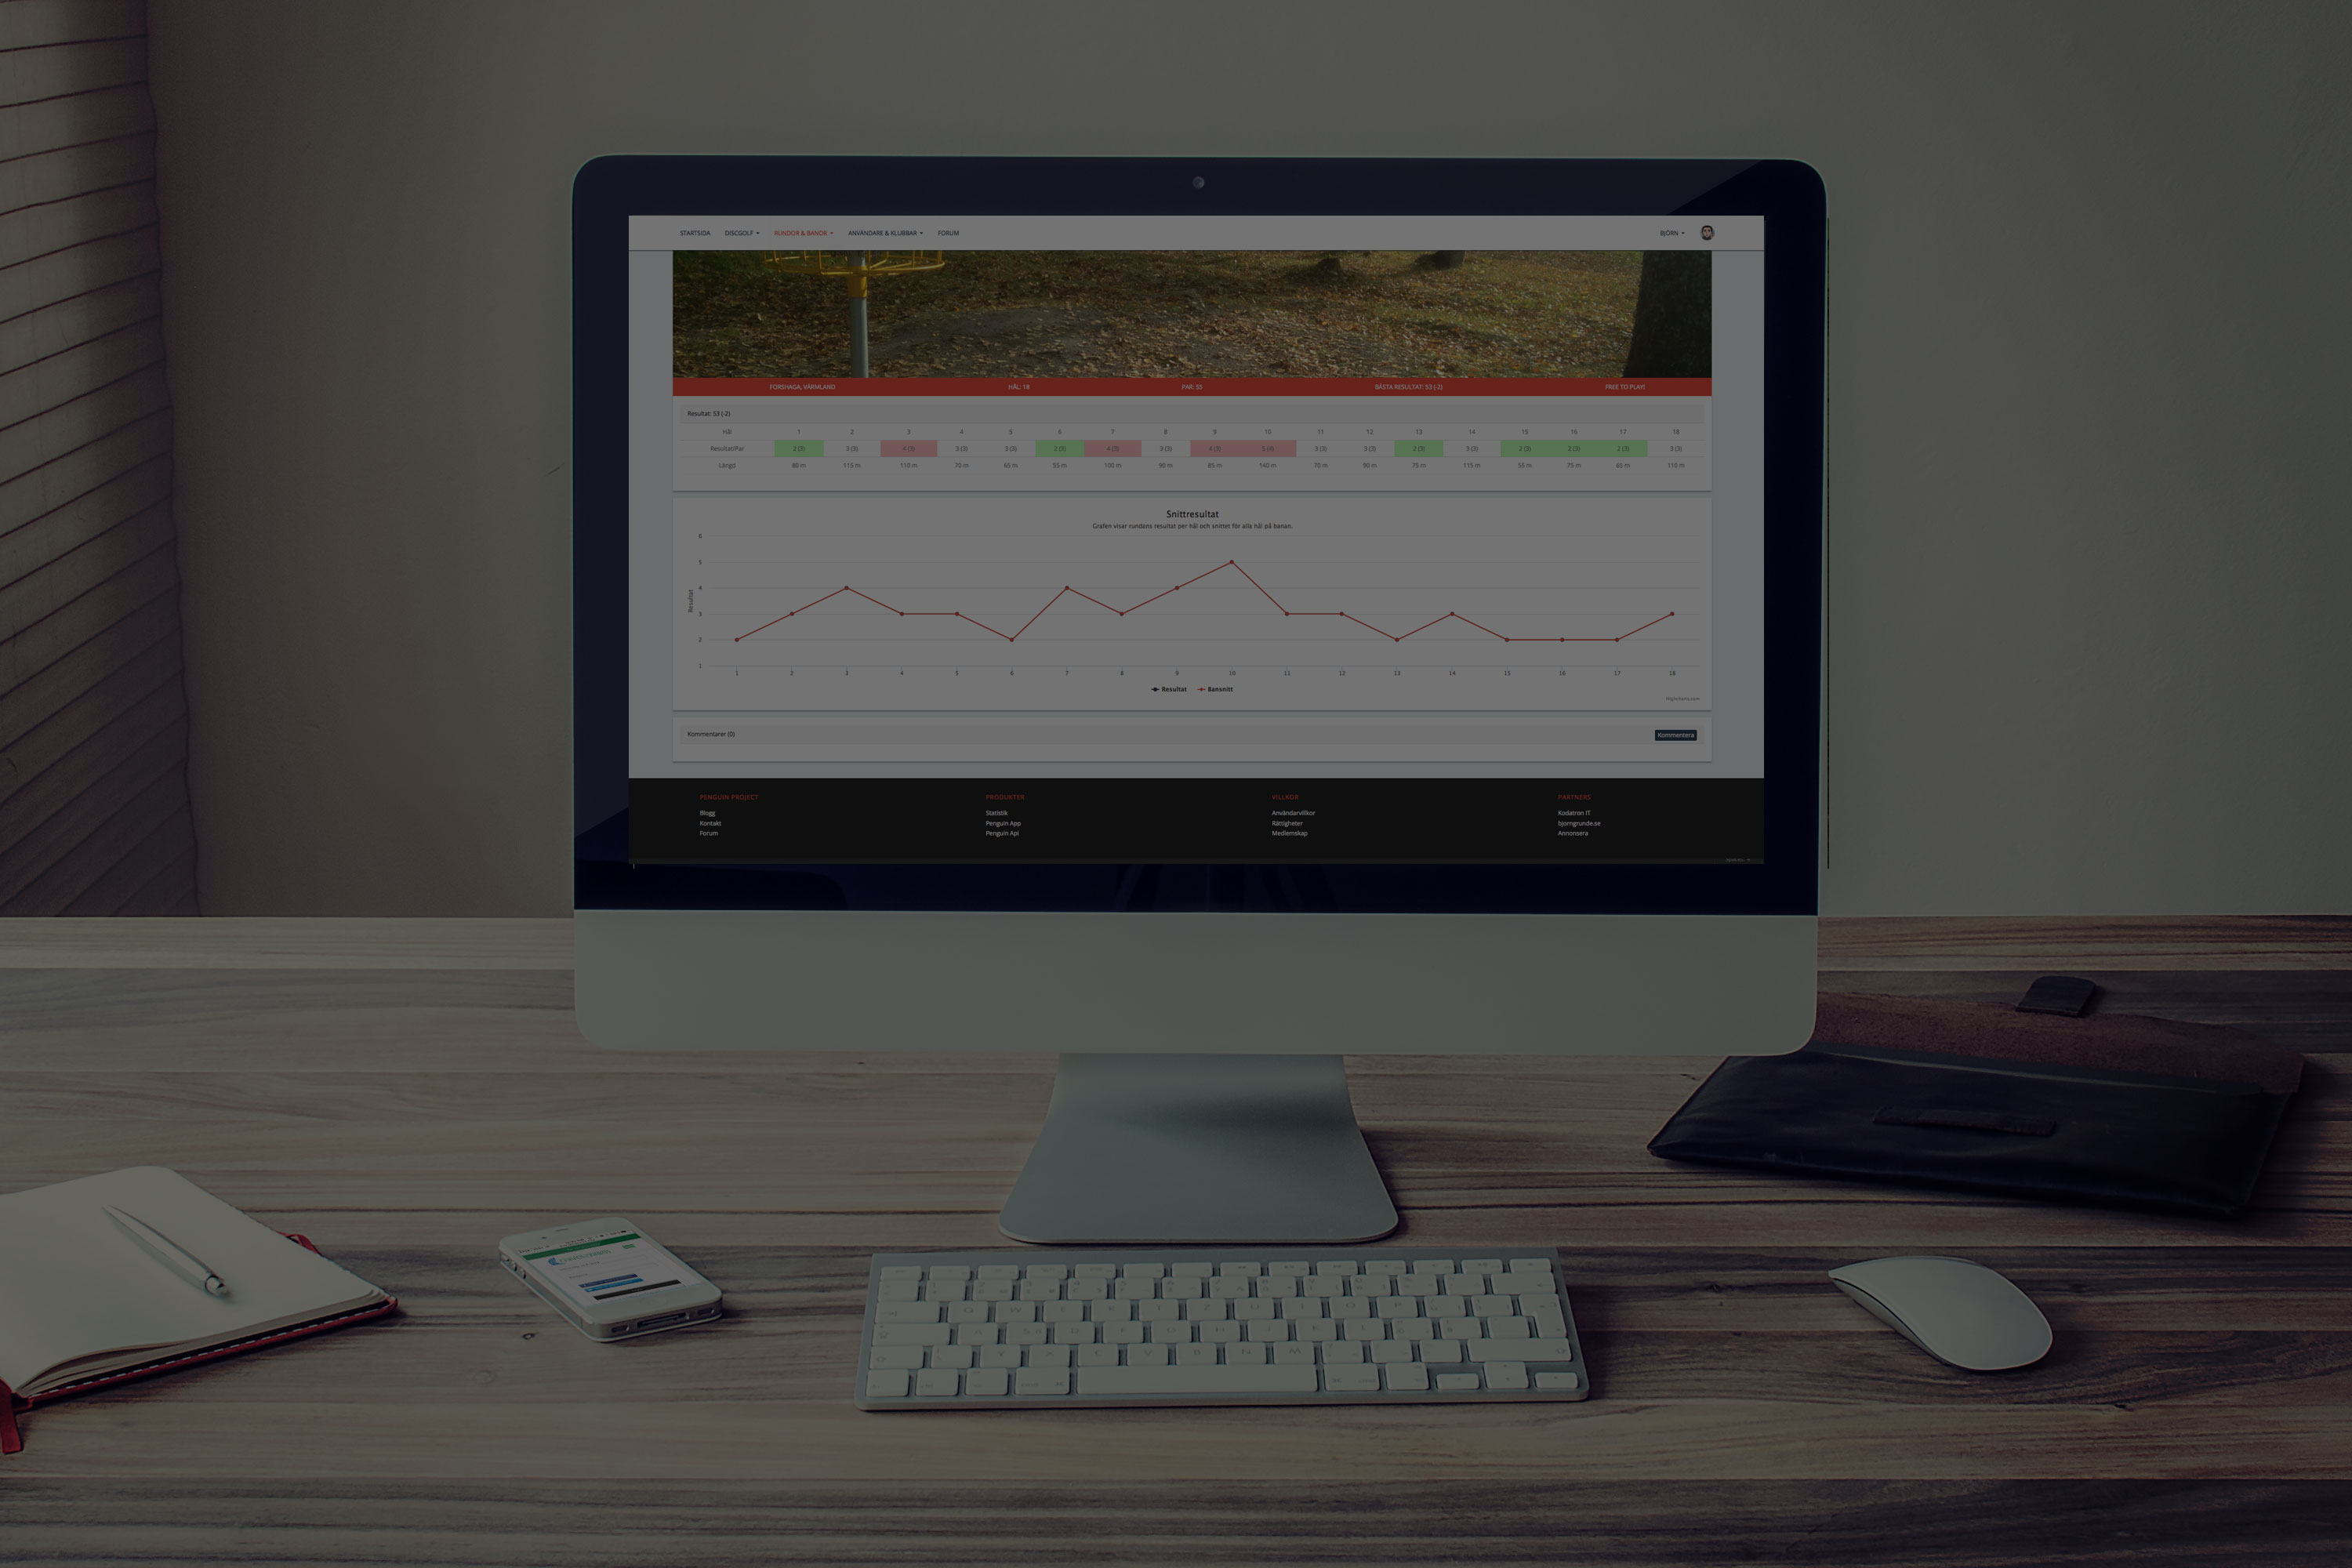 STARTSIDA DISCGOLF RUNDOR & BANOR ANVÄNDARE & KLUBBAR FORUM BJÖRN
FORSHAGA, VÄRMLAND HÅL: 18 PAR: 55 BÄSTA RESULTAT: 53 (-2) FREE TO PLAY!
Resultat: 53 (-2)
Hål 1 2 3 4 5 6 7 8 9 10 11 12 13 14 15 16 17 18
Resultat/Par 2 (3) 3 (3) 4 (3) 3 (3) 3 (3) 2 (3) 4 (3) 3 (3) 4 (3) 5 (4) 3 (3) 3 (3) 2 (3) 3 (3) 2 (3) 2 (3) 2 (3) 3 (3)
Längd 80 m 115 m 110 m 70 m 65 m 55 m 100 m 90 m 85 m 140 m 70 m 90 m 75 m 115 m 55 m 75 m 65 m 110 m
Snittresultat
Grafen visar rundans resultat per hål och snittet för alla hål på banan.
6
5
4
3
2
1
Resultat
1 2 3 4 5 6 7 8 9 10 11 12 13 14 15 16 17 18
Resultat Bansnitt
Highcharts.com
Kommentarer (0) Kommentera
PENGUIN PROJECT PRODUKTER VILLKOR PARTNERS
Blogg Statistik Användarvillkor Kodatron IT
Kontakt Penguin App Rättigheter bjorngrunde.se
Forum Penguin Api Medlemskap Annonsera